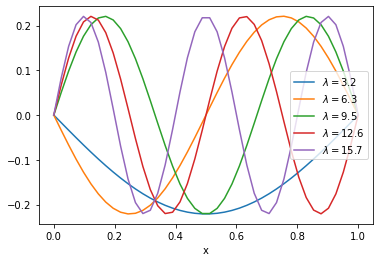 0.2
0.1
0.0
−0.1
−0.2
λ = 3.2
λ = 6.3
λ = 9.5
λ = 12.6
λ = 15.7
0.0 0.2 0.4 0.6 0.8 1.0
x